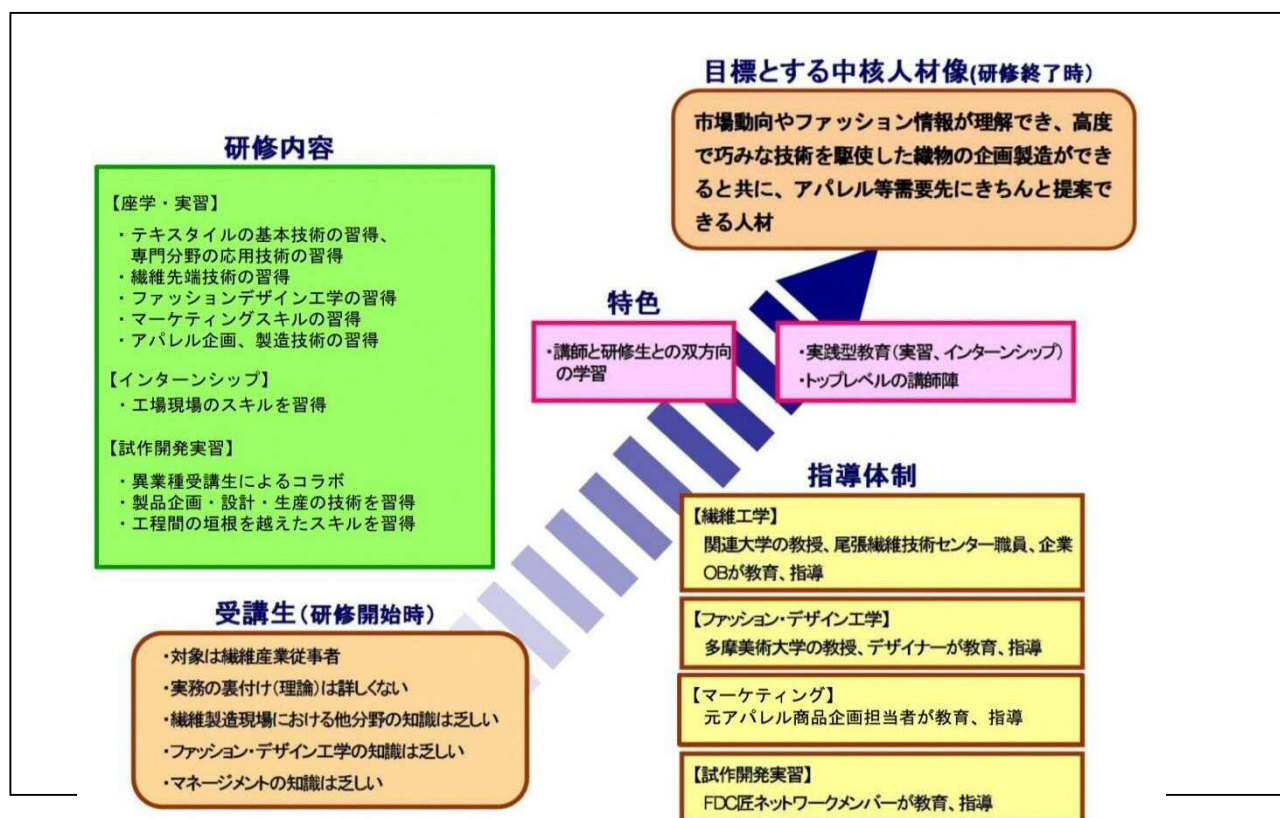 目標とする中核人材像(研修終了時)
市場動向やファッション情報が理解でき、高度
で巧みな技術を駆使した織物の企画製造ができ
ると共に、アパレル等需要先にきちんと提案で
きる人材
研修内容
【座学・実習】
・テキスタイルの基本技術の習得、
専門分野の応用技術の習得
・繊維先端技術の習得
・ファッションデザイン工学の習得
・マーケティングスキルの習得
・アパレル企画、製造技術の習得
【インターンシップ】
・工場現場のスキルを習得
【試作開発実習】
・異業種受講生によるコラボ
・製品企画・設計・生産の技術を習得
・工程間の垣根を越えたスキルを習得
特色
・講師と研修生との双方向
の学習
・実践型教育(実習、インターンシップ)
・トップレベルの講師陣
指導体制
【繊維工学】
関連大学の教授、尾張繊維技術センター職員、企業
OBが教育、指導
【ファッション・デザイン工学】
多摩美術大学の教授、デザイナーが教育、指導
【マーケティング】
元アパレル商品企画担当者が教育、指導
【試作開発実習】
FDC匠ネットワークメンバーが教育、指導
受講生(研修開始時)
・対象は繊維産業従事者
・実務の裏付け(理論)は詳しくない
・繊維製造現場における他分野の知識は乏しい
・ファッション・デザイン工学の知識は乏しい
・マネージメントの知識は乏しい